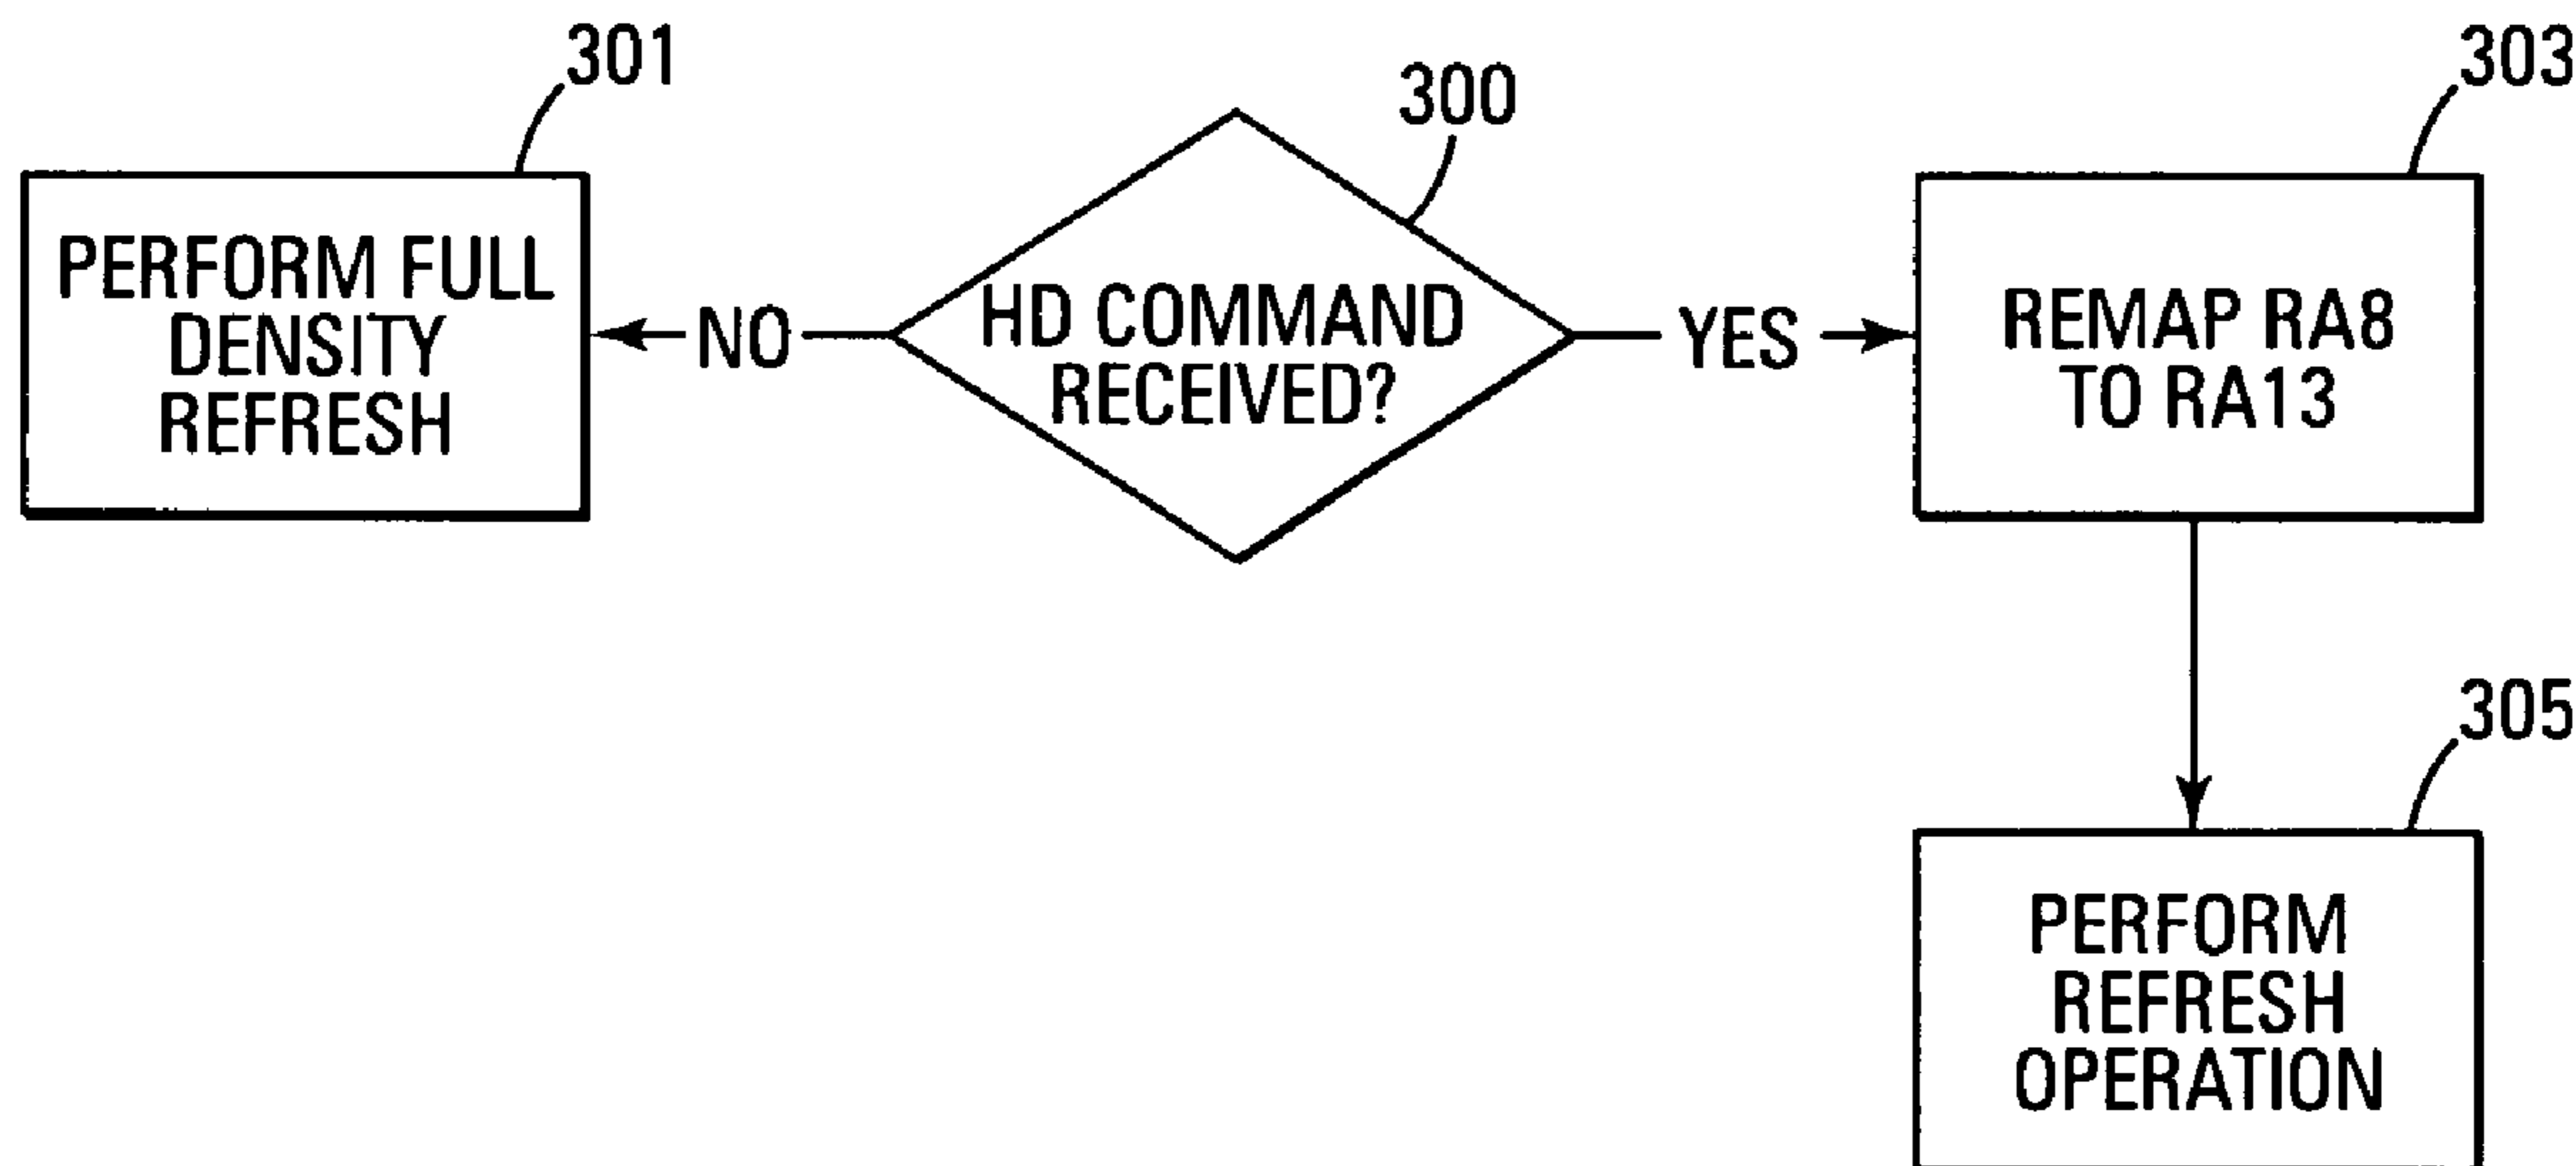 301
300
303
PERFORM FULL
DENSITY
REFRESH
NO
HD COMMAND
RECEIVED?
YES
REMAP RA8
TO RA13
305
PERFORM
REFRESH
OPERATION